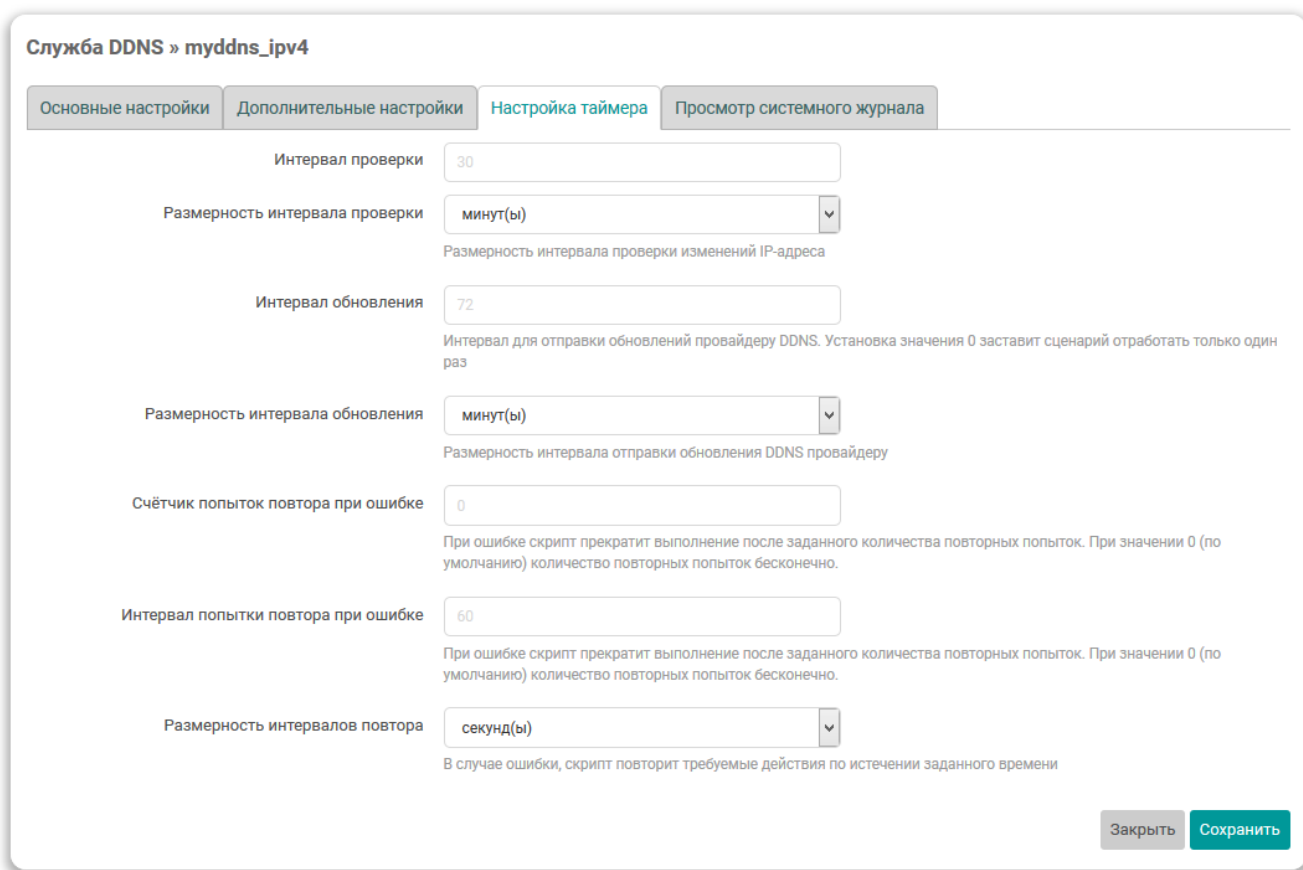 Служба DDNS » myddns_ipv4
Основные настройки
Дополнительные настройки
Настройка таймера
Просмотр системного журнала
Интервал проверки
30
Размерность интервала проверки
минут(ы)
Размерность интервала проверки изменений IP-адреса
Интервал обновления
72
Интервал для отправки обновлений провайдеру DDNS. Установка значения 0 заставит сценарий отработать только один
раз
Размерность интервала обновления
минут(ы)
Размерность интервала отправки обновления DDNS провайдеру
Счётчик попыток повтора при ошибке
0
При ошибке скрипт прекратит выполнение после заданного количества повторных попыток. При значении 0 (по
умолчанию) количество повторных попыток бесконечно.
Интервал попытки повтора при ошибке
60
При ошибке скрипт прекратит выполнение после заданного количества повторных попыток. При значении 0 (по
умолчанию) количество повторных попыток бесконечно.
Размерность интервалов повтора
секунд(ы)
В случае ошибки, скрипт повторит требуемые действия по истечении заданного времени
Закрыть
Сохранить